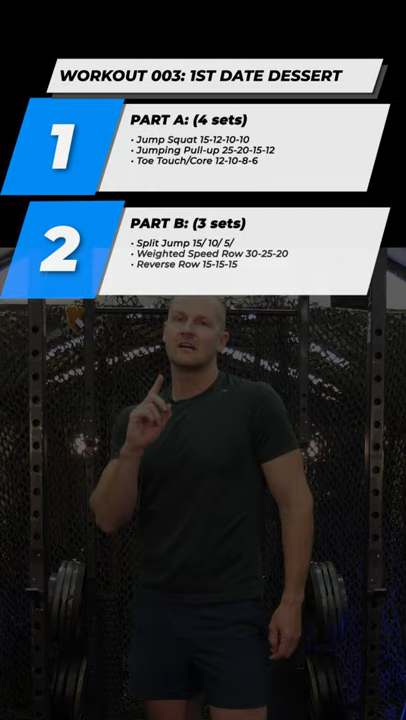 WORKOUT 003: 1ST DATE DESSERT
1
PART A: (4 sets)
• Jump Squat 15-12-10-10
• Jumping Pull-up 25-20-15-12
• Toe Touch/Core 12-10-8-6
2
PART B: (3 sets)
• Split Jump 15/ 10/ 5/
• Weighted Speed Row 30-25-20
• Reverse Row 15-15-15